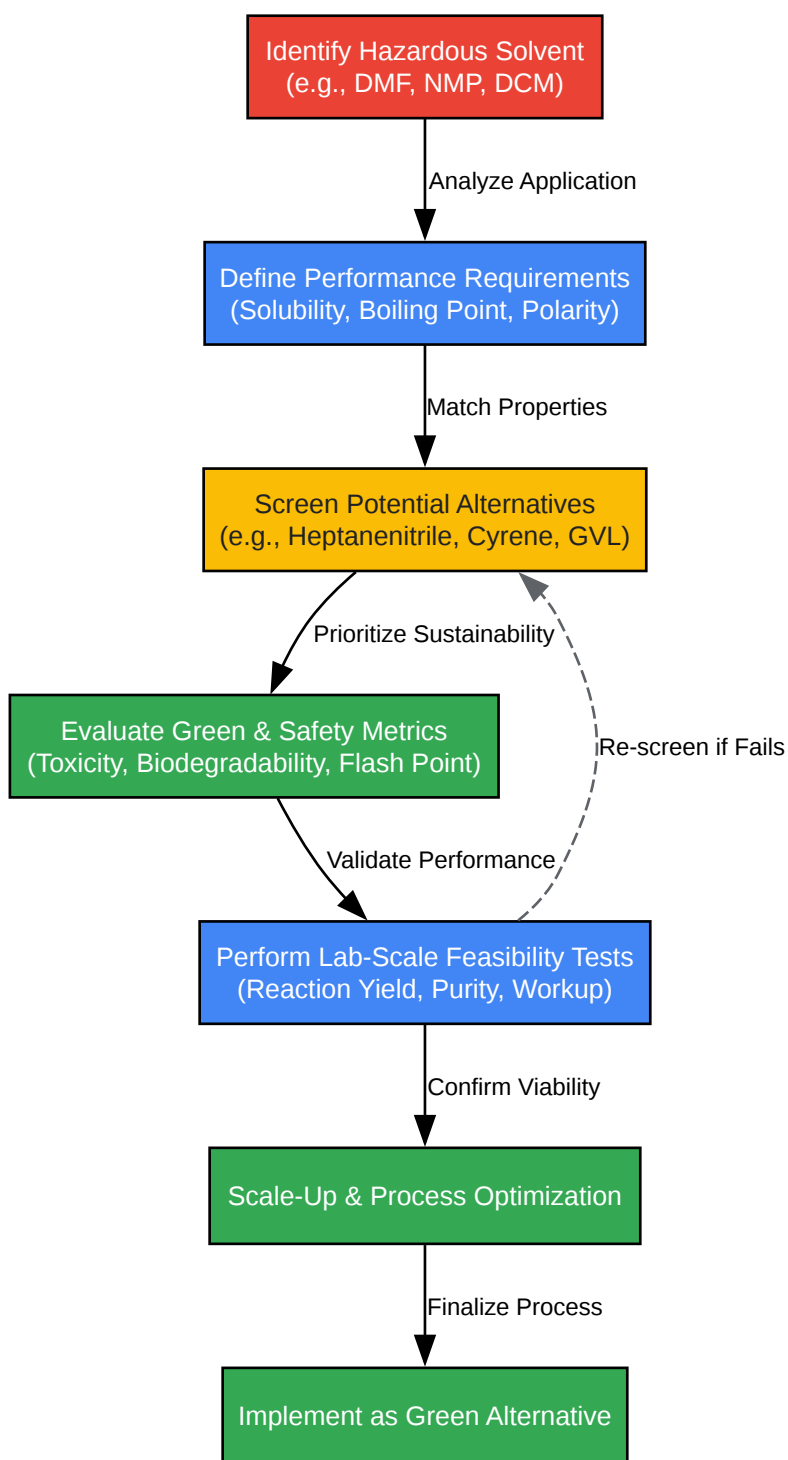 Identify Hazardous Solvent
(e.g., DMF, NMP, DCM)
Analyze Application
Define Performance Requirements
(Solubility, Boiling Point, Polarity)
Match Properties
Screen Potential Alternatives
(e.g., Heptanenitrile, Cyrene, GVL)
Prioritize Sustainability
Evaluate Green & Safety Metrics
(Toxicity, Biodegradability, Flash Point)
Re-screen if Fails
Validate Performance
Perform Lab-Scale Feasibility Tests
(Reaction Yield, Purity, Workup)
Confirm Viability
Scale-Up & Process Optimization
Finalize Process
Implement as Green Alternative